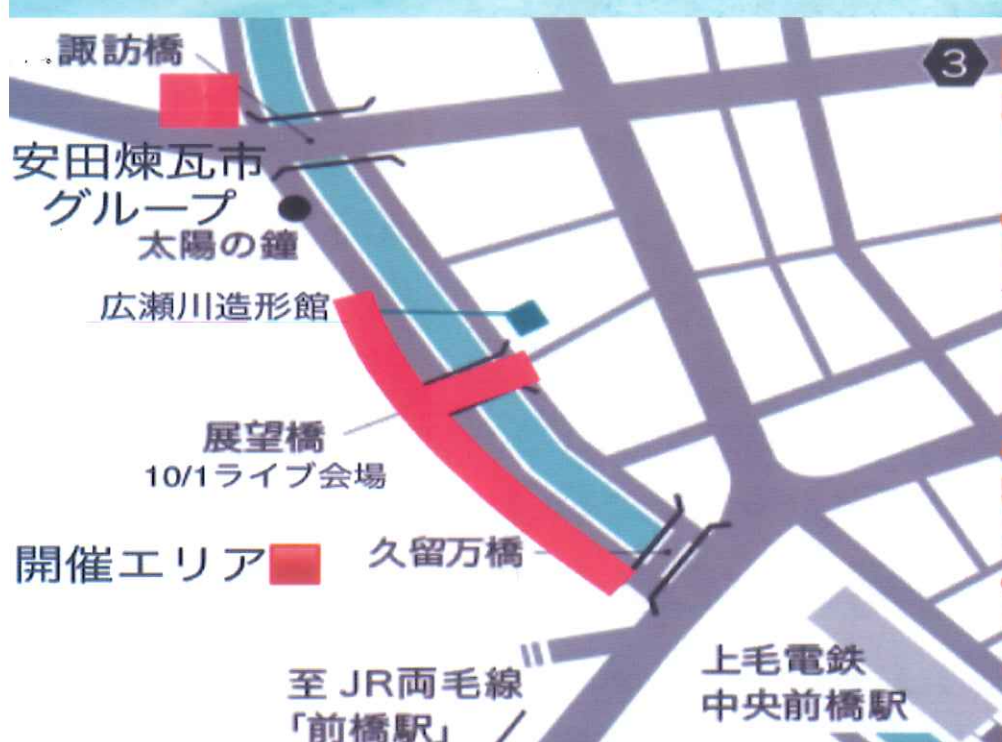 諏訪橋
3
安田煉瓦市
グループ
太陽の鐘
広瀬川造形館
展望橋
10/1ライブ会場
開催エリア
久留万橋
至 JR両毛線
「前橋駅」
上毛電鉄
中央前橋駅